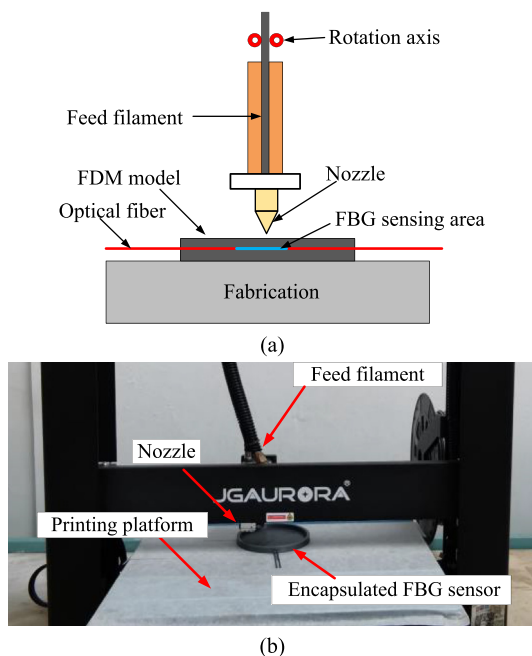 Rotation axis
Feed filament
FDM model
Nozzle
Optical fiber
FBG sensing area
Fabrication
(a)
Feed filament
Nozzle
JGAURORA®
Printing platform
Encapsulated FBG sensor
(b)